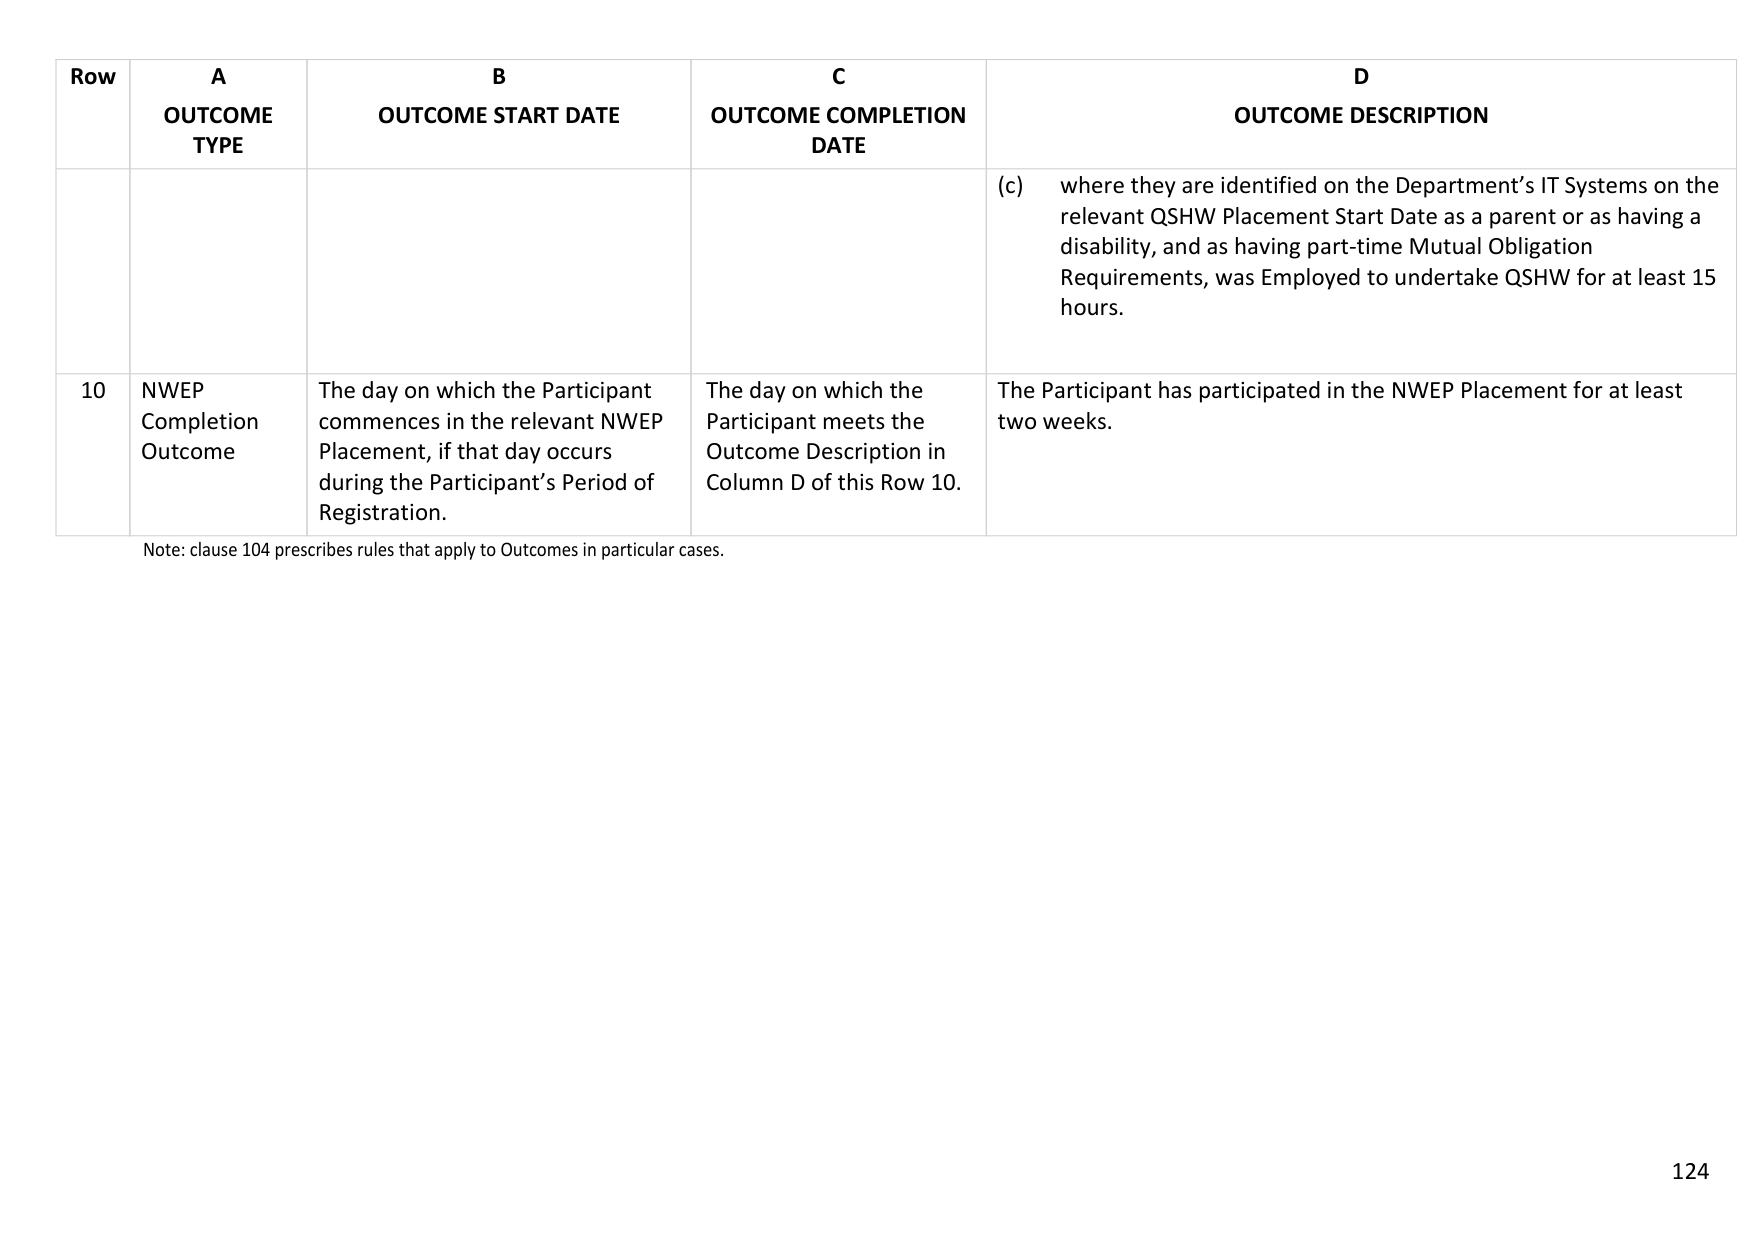 Row
A
OUTCOME
TYPE
B
OUTCOME START DATE
C
OUTCOME COMPLETION
DATE
D
OUTCOME DESCRIPTION
(c) where they are identified on the Department’s IT Systems on the
relevant QSHW Placement Start Date as a parent or as having a
disability, and as having part-time Mutual Obligation
Requirements, was Employed to undertake QSHW for at least 15
hours.
10
NWEP
Completion
Outcome
The day on which the Participant
commences in the relevant NWEP
Placement, if that day occurs
during the Participant’s Period of
Registration.
The day on which the
Participant meets the
Outcome Description in
Column D of this Row 10.
The Participant has participated in the NWEP Placement for at least
two weeks.
Note: clause 104 prescribes rules that apply to Outcomes in particular cases.
124